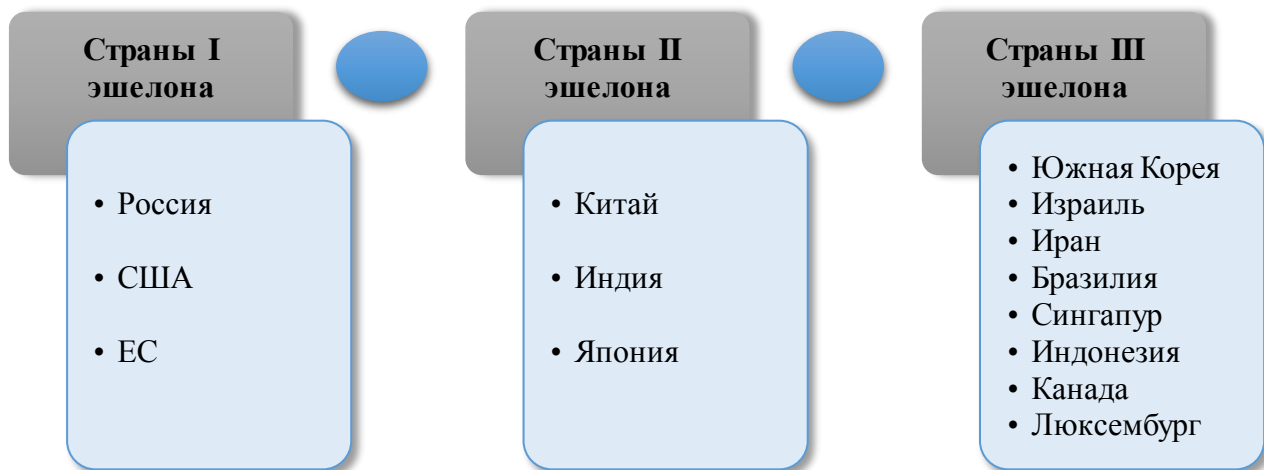 Страны I
эшелона
• Россия
• США
• ЕС
Страны II
эшелона
• Китай
• Индия
• Япония
Страны III
эшелона
• Южная Корея
• Израиль
• Иран
• Бразилия
• Сингапур
• Индонезия
• Канада
• Люксембург